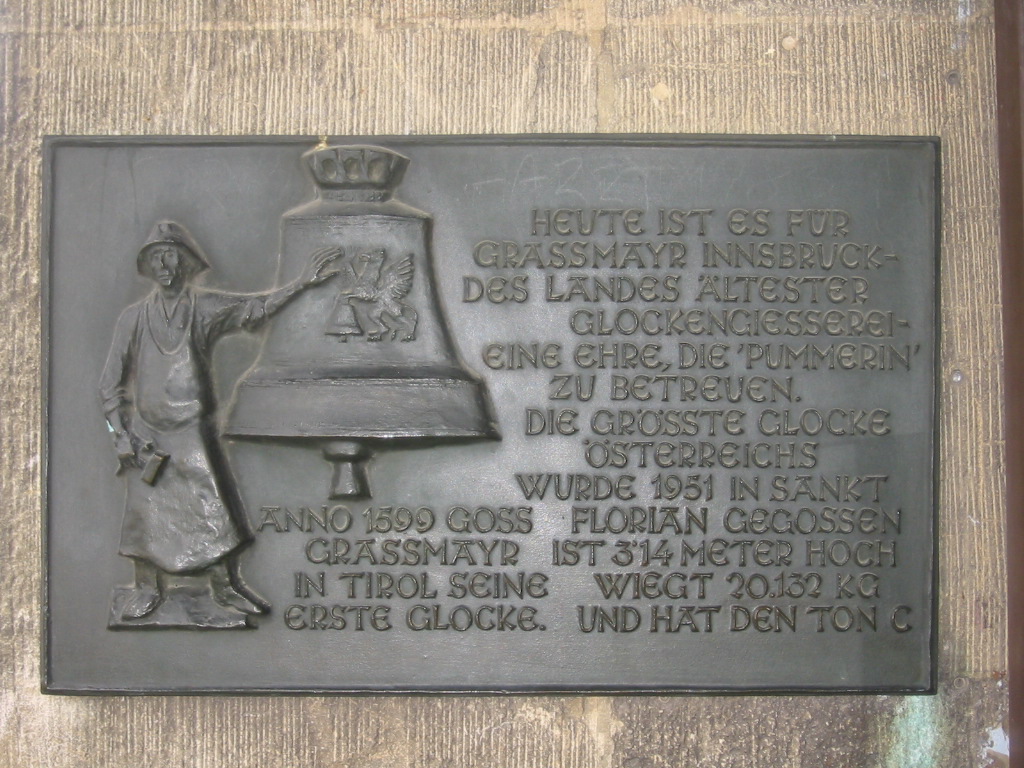 HEUTE IST ES FÜR
GRASSMAYR INNSBRUCK-
DES LANDES ÄLTESTER
GLOCKENGIESSEREI-
EINE EHRE, DIE 'PUMMERIN'
ZU BETREUEN.
DIE GRÖSSTE GLOCKE
ÖSTERREICHS
WURDE 1951 IN SANKT
FLORIAN GEGOSSEN
IST 3'14 METER HOCH
WIEGT 20.132 KG
UND HAT DEN TON C
ANNO 1599 GOSS
GRASSMAYR
IN TIROL SEINE
ERSTE GLOCKE.